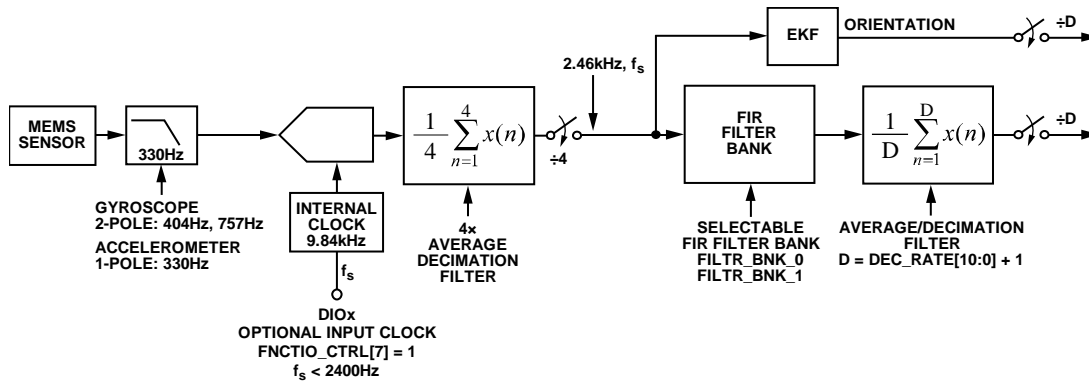 MEMS
SENSOR
330Hz
GYROSCOPE
2-POLE: 404Hz, 757Hz
ACCELEROMETER
1-POLE: 330Hz
INTERNAL
CLOCK
9.84kHz
fs
DIOx
OPTIONAL INPUT CLOCK
FNCTIO_CTRL[7] = 1
fs < 2400Hz
1/4 4∑n=1 x(n)
÷4
4×
AVERAGE
DECIMATION
FILTER
2.46kHz, fs
EKF
ORIENTATION
÷D
FIR
FILTER
BANK
SELECTABLE
FIR FILTER BANK
FILTR_BNK_0
FILTR_BNK_1
1/D D∑n=1 x(n)
÷D
AVERAGE/DECIMATION
FILTER
D = DEC_RATE[10:0] + 1